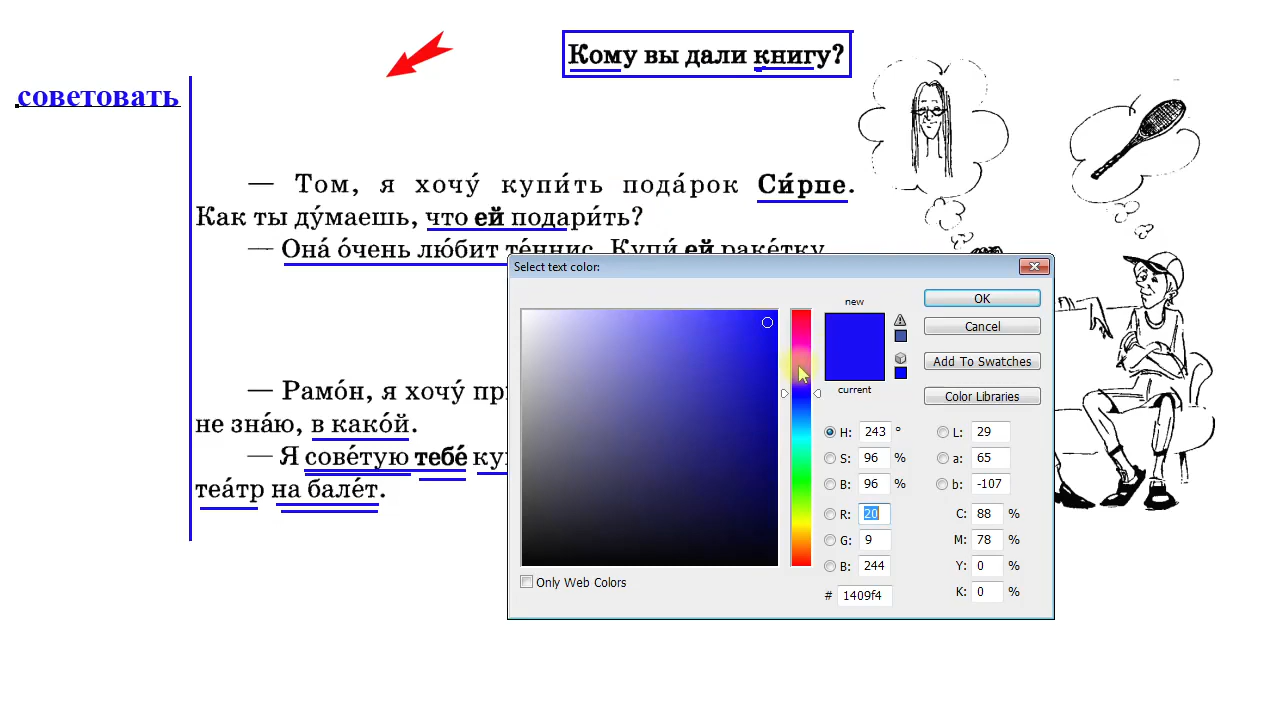 Кому вы дали книгу?
советовать
— Том, я хочу́ купи́ть пода́рок Си́рпе.
Как ты ду́маешь, что ей подари́ть?
— Она́ о́чень лю́бит те́ннис. Купи́ ей раке́тку
Select text color:
new
OK
Cancel
Add To Swatches
current
Color Libraries
— Рамо́н, я хочу́
не зна́ю, в како́й.
— Я сове́тую тебе́
теа́тр на бале́т.
H: 243 °
L: 29
S: 96 %
a: 65
B: 96 %
b: -107
R: 20
C: 88 %
G: 9
M: 78 %
B: 244
Y: 0 %
# 1409f4
K: 0 %
Only Web Colors